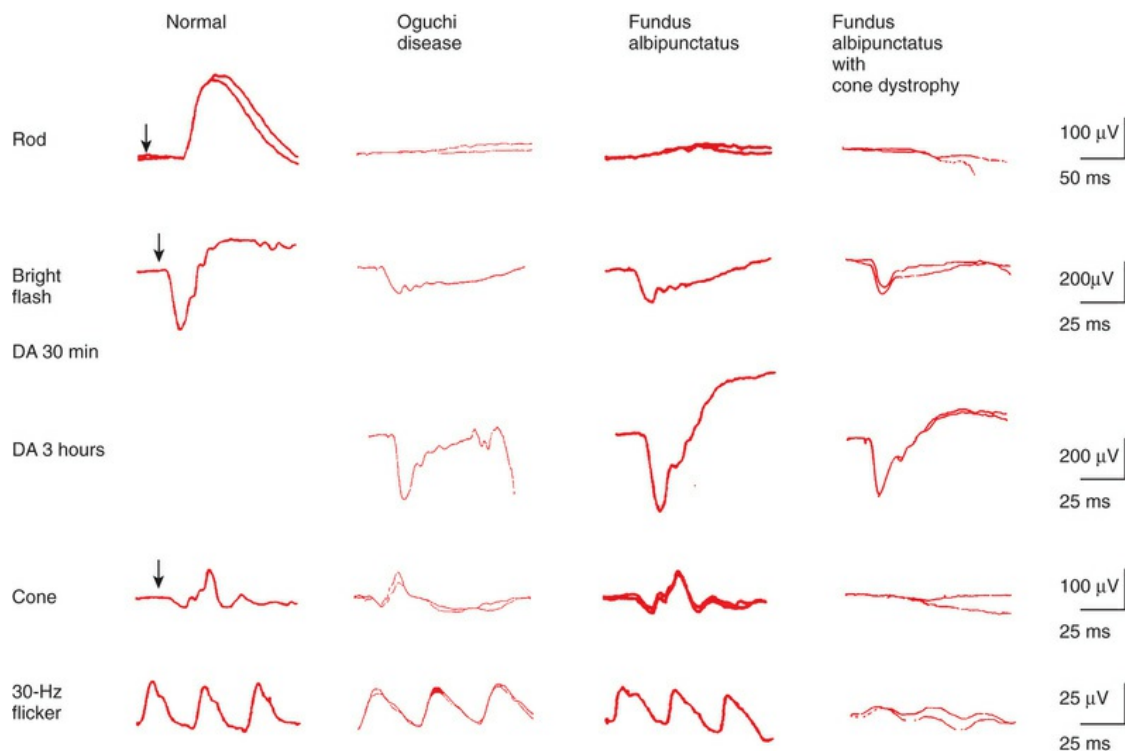 Normal
Oguchi
disease
Fundus
albipunctatus
Fundus
albipunctatus
with
cone dystrophy
Rod
100 μV
50 ms
Bright
flash
200μV
25 ms
DA 30 min
DA 3 hours
200 μV
25 ms
Cone
100 μV
25 ms
30-Hz
flicker
25 μV
25 ms